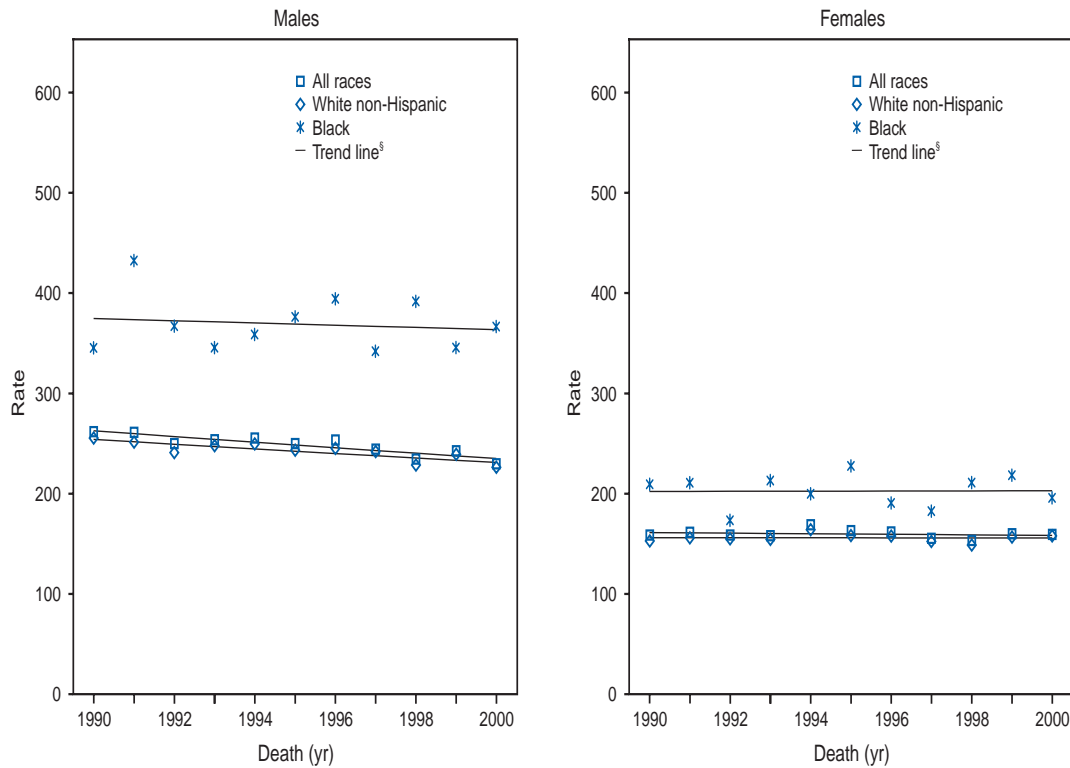 Males
600
500
400
300
200
100
0
Rate
All races
White non-Hispanic
Black
Trend line§
1990 1992 1994 1996 1998 2000
Death (yr)
Females
600
500
400
300
200
100
0
Rate
All races
White non-Hispanic
Black
Trend line§
1990 1992 1994 1996 1998 2000
Death (yr)